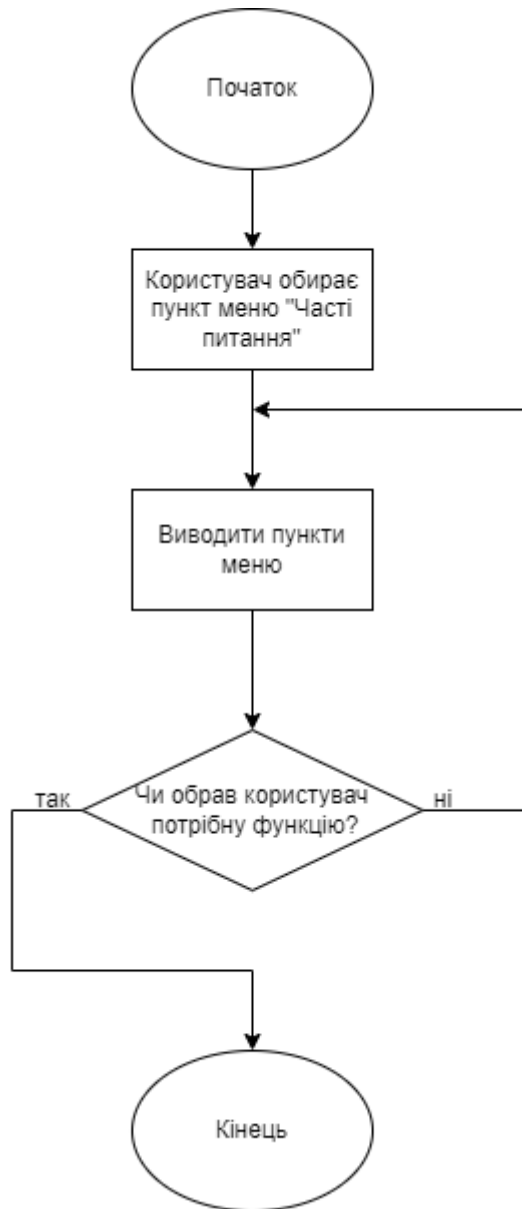 Початок
Користувач обирає
пункт меню "Часті
питання"
Виводити пункти
меню
так
Чи обрав користувач
потрібну функцію?
ні
Кінець